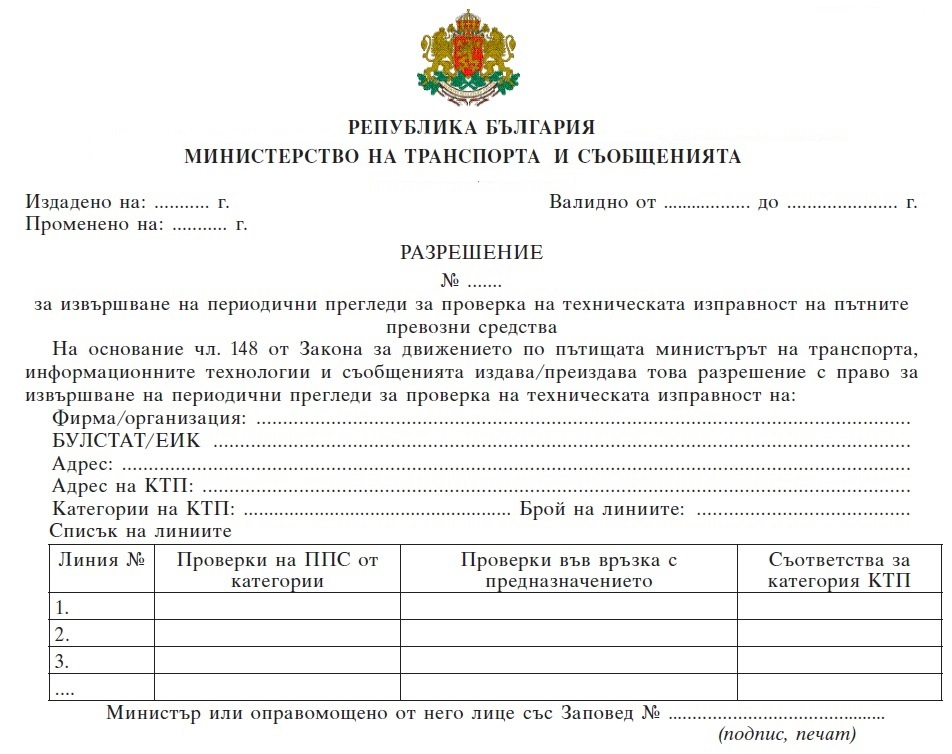 РЕПУБЛИКА БЪЛГАРИЯ
МИНИСТЕРСТВО НА ТРАНСПОРТА И СЪОБЩЕНИЯТА
Издадено на: ........... г. Валидно от ................. до ...................... г.
Променено на: ........... г.
РАЗРЕШЕНИЕ
№ .......
за извършване на периодични прегледи за проверка на техническата изправност на пътните
превозни средства
На основание чл. 148 от Закона за движението по пътищата министърът на транспорта,
информационните технологии и съобщенията издава/преиздава това разрешение с право за
извършване на периодични прегледи за проверка на техническата изправност на:
Фирма/организация: ....................................................................................
БУЛСТАТ/ЕИК ....................................................................................
Адрес: ....................................................................................
Адрес на КТП: ....................................................................................
Категории на КТП: .................................................... Брой на линиите: ..........................................
Списък на линиите
Линия № Проверки на ППС от категории Проверки във връзка с предназначението Съответства за категория КТП
1.
2.
3.
....
Министър или оправомощено от него лице със Заповед № ..........................................
(подпис, печат)